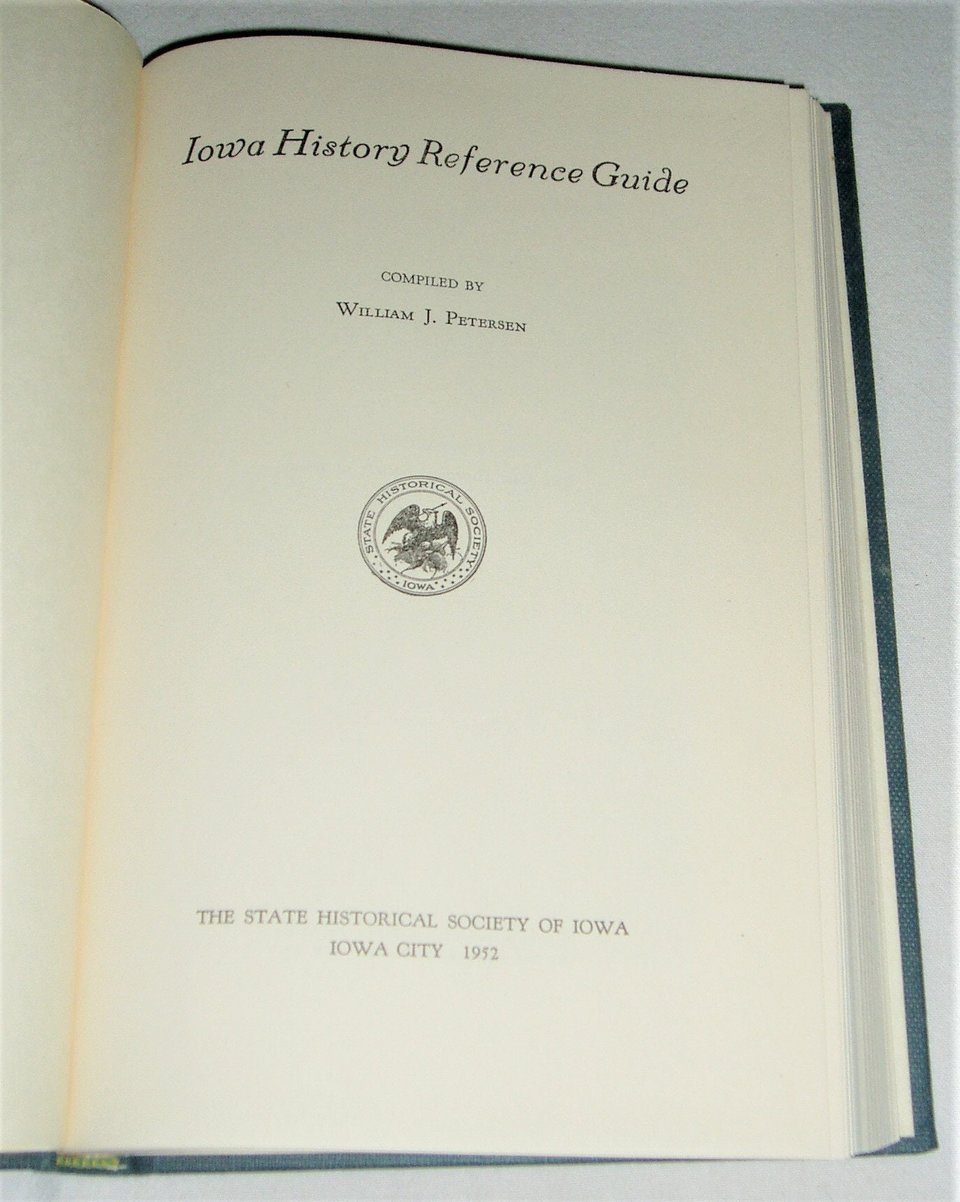 Iowa History Reference Guide
COMPILED BY
WILLIAM J. PETERSEN
STATE HISTORICAL SOCIETY
IOWA
THE STATE HISTORICAL SOCIETY OF IOWA
IOWA CITY 1952